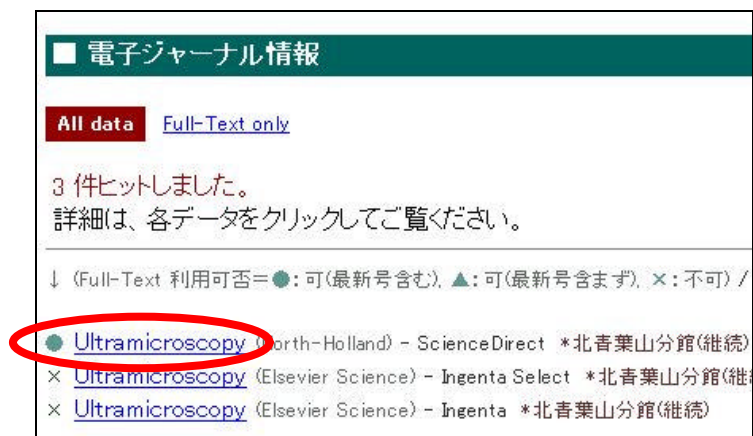 ■ 電子ジャーナル情報
All data Full-Text only
3 件ヒットしました。
詳細は、各データをクリックしてご覧ください。
↓ (Full-Text 利用可否=●: 可(最新号含む), ▲: 可(最新号含まず), ×: 不可) /
● Ultramicroscopy (North-Holland) - ScienceDirect *北青葉山分館(継続)
× Ultramicroscopy (Elsevier Science) - Ingenta Select *北青葉山分館(継
× Ultramicroscopy (Elsevier Science) - Ingenta *北青葉山分館(継続)